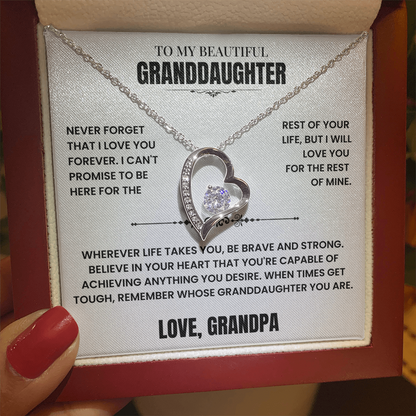 TO MY BEAUTIFUL
GRANDDAUGHTER
NEVER FORGET
THAT I LOVE YOU
FOREVER. I CAN'T
PROMISE TO BE
HERE FOR THE
REST OF YOUR
LIFE, BUT I WILL
LOVE YOU
FOR THE REST
OF MINE.
WHEREVER LIFE TAKES YOU, BE BRAVE AND STRONG.
BELIEVE IN YOUR HEART THAT YOU'RE CAPABLE OF
ACHIEVING ANYTHING YOU DESIRE. WHEN TIMES GET
TOUGH, REMEMBER WHOSE GRANDDAUGHTER YOU ARE.
LOVE, GRANDPA